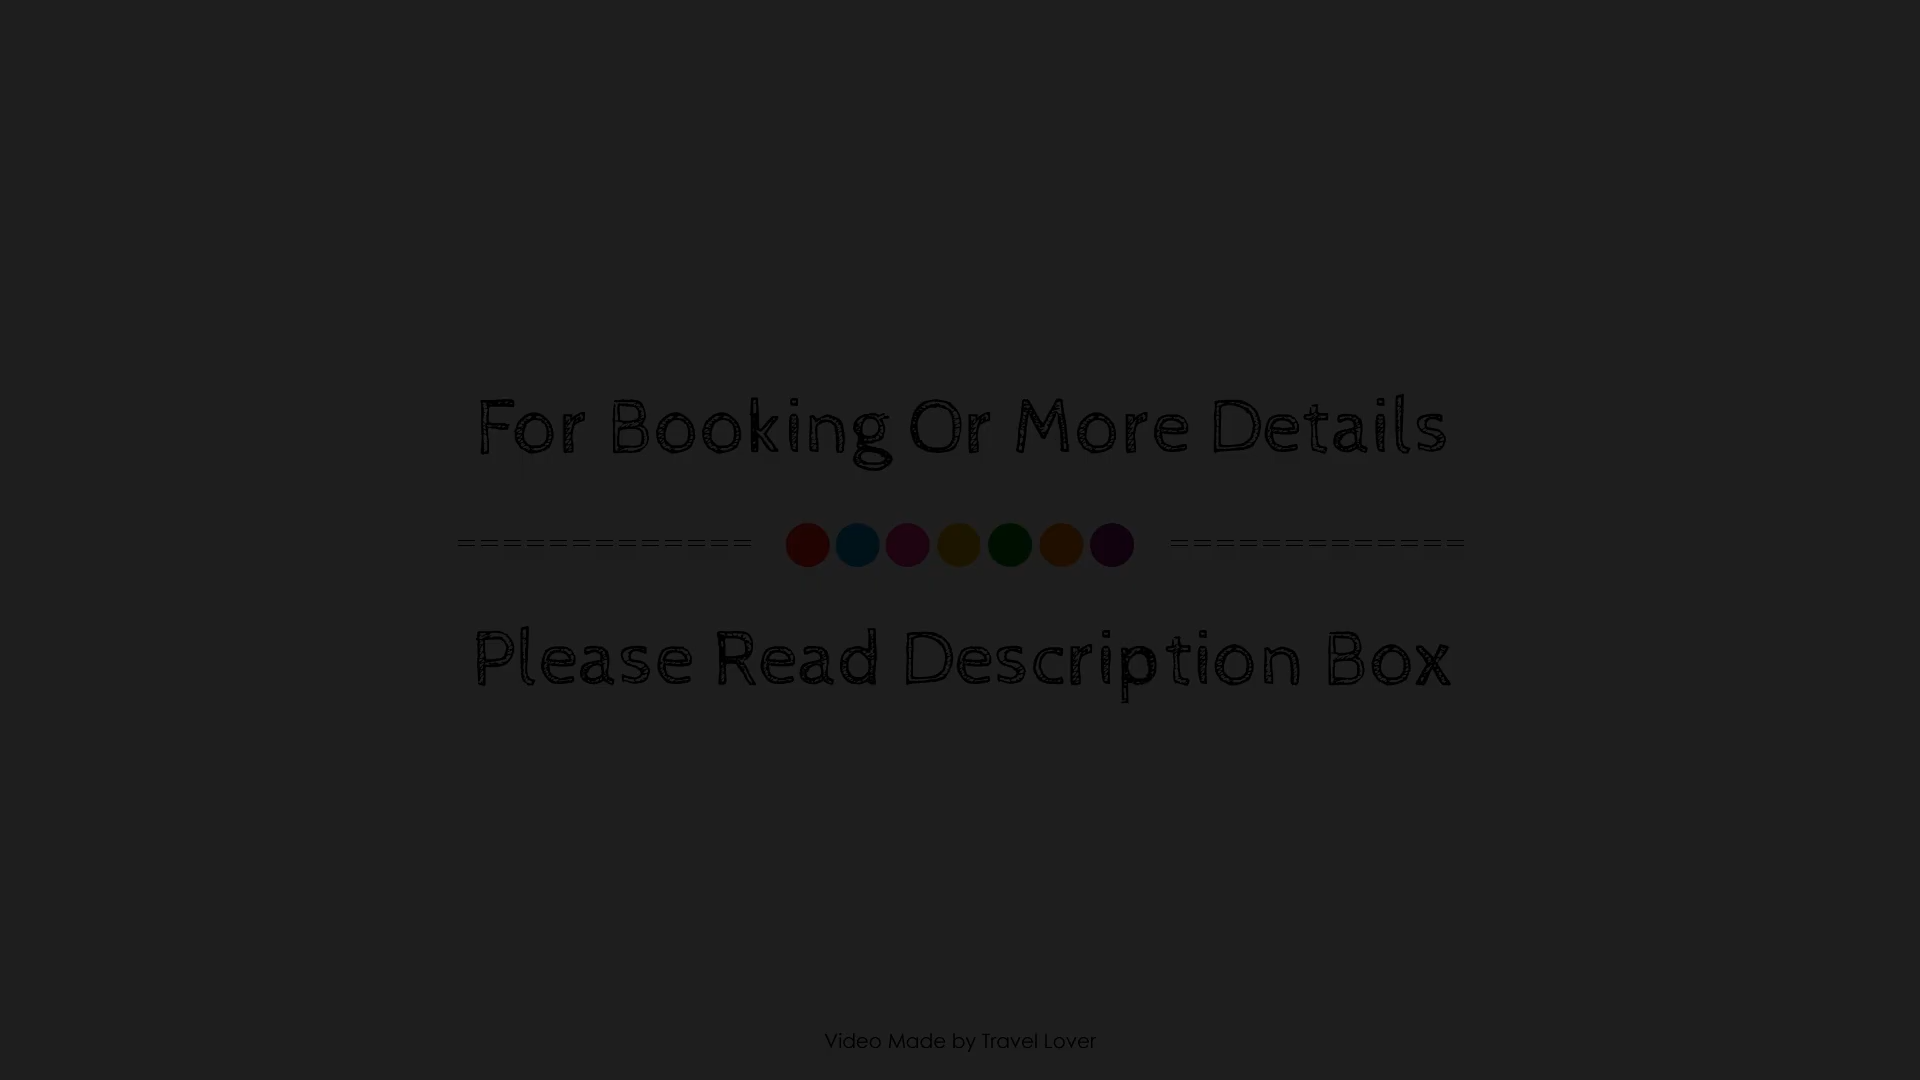 For Booking Or More Details
============= =============
Please Read Description Box
Video Made by Travel Lover